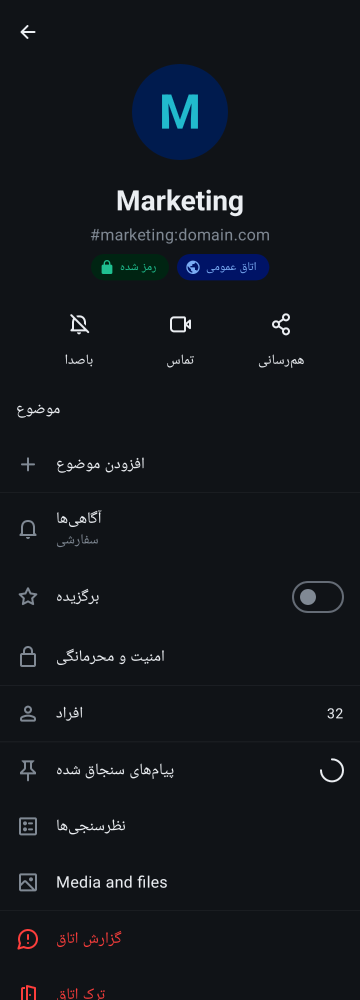 M
Marketing
#marketing:domain.com
رمز شده
اتاق عمومی
باصدا
تماس
هم‌رسانی
موضوع
افزودن موضوع
آگاهی‌ها
سفارشی
برگزیده
امنیت و محرمانگی
افراد
32
پیام‌های سنجاق شده
نظرسنجی‌ها
Media and files
گزارش اتاق
ترک اتاق